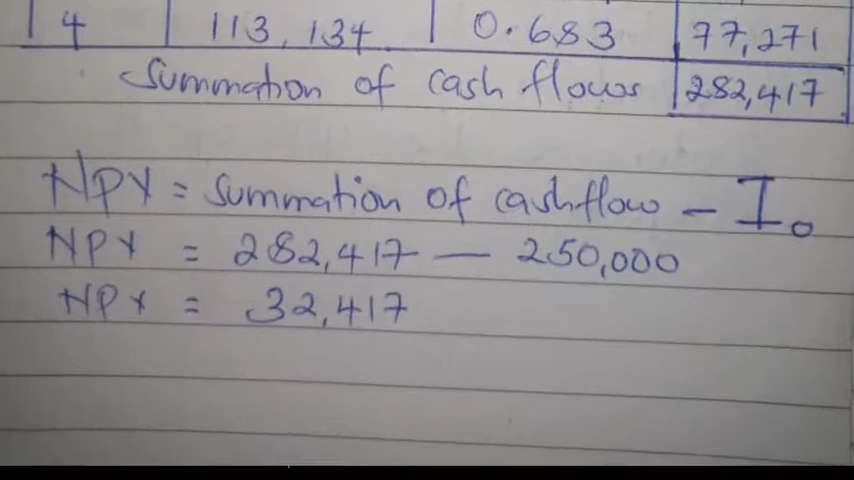 4 113,134 0.683 77,271
Summation of cash flows 282,417
NPV = Summation of cashflow - I0
NPV = 282,417 - 250,000
NPV = 32,417